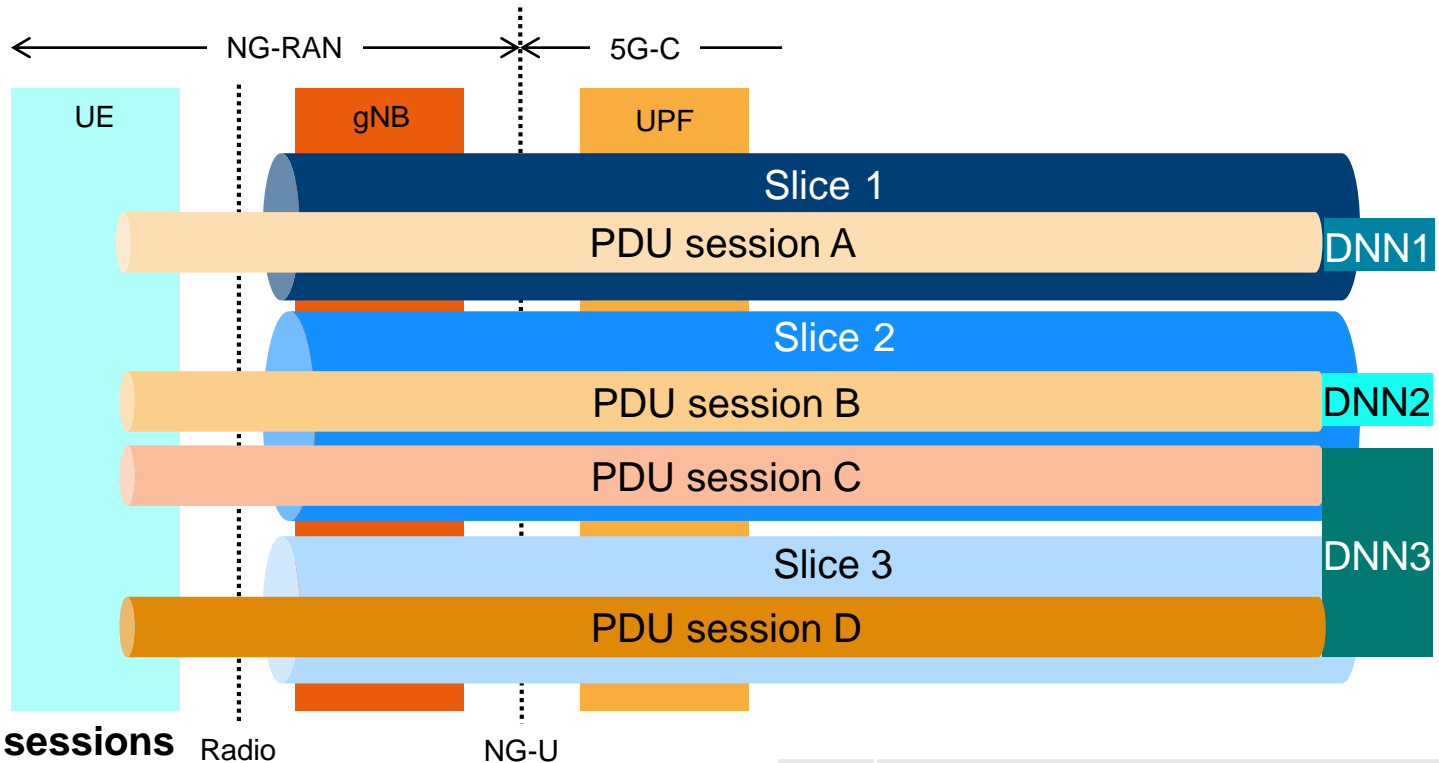 NG-RAN
5G-C
UE
gNB
UPF
Slice 1
PDU session A
DNN1
Slice 2
PDU session B
DNN2
PDU session C
Slice 3
DNN3
PDU session D
sessions
Radio
NG-U